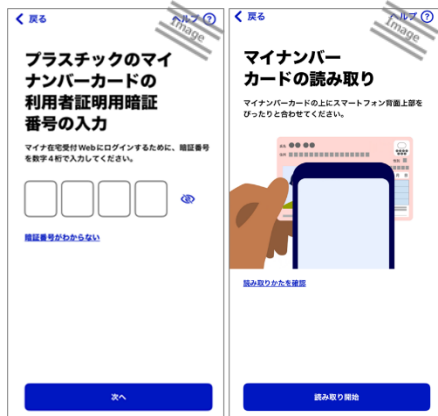 戻る
ヘルプ
Image
プラスチックのマイ
ナンバーカードの
利用者証明用暗証
番号の入力
マイナ在宅受付Webにログインするために、暗証番号
を数字4桁で入力してください。
暗証番号がわからない
次へ
戻る
ヘルプ
Image
マイナンバー
カードの読み取り
マイナンバーカードの上にスマートフォン背面上部を
ぴったりと合わせてください。
読み取りかたを確認
読み取り開始